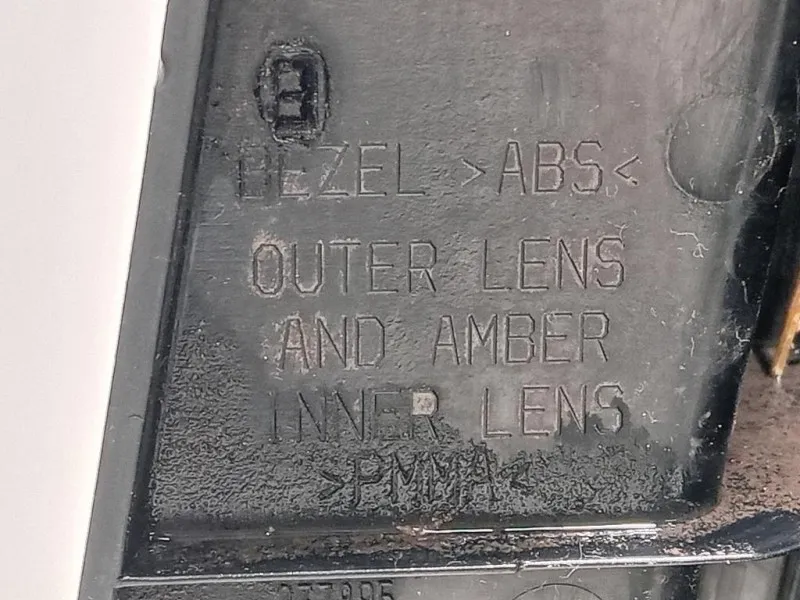 BEZEL >ABS<
OUTER LENS
AND AMBER
INNER LENS
>PMMA<